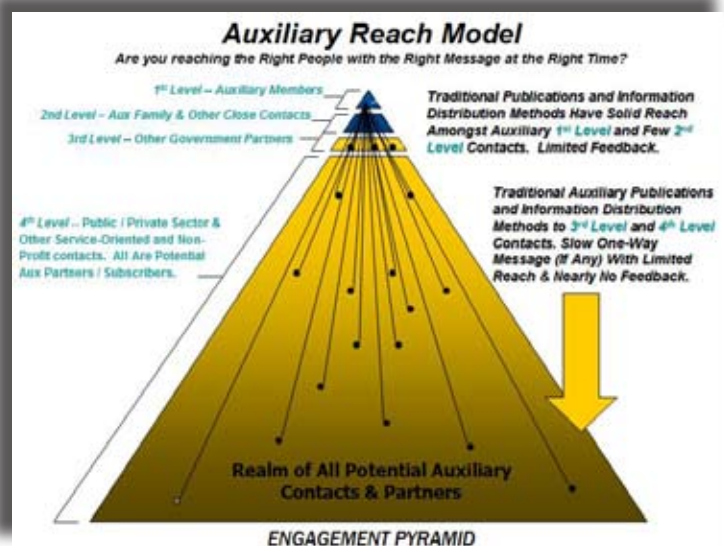 Auxiliary Reach Model
Are you reaching the Right People with the Right Message at the Right Time?
1st Level – Auxiliary Members
2nd Level – Aux Family & Other Close Contacts
3rd Level – Other Government Partners
Traditional Publications and Information
Distribution Methods Have Solid Reach
Amongst Auxiliary 1st Level and Few 2nd
Level Contacts. Limited Feedback.
4th Level – Public / Private Sector &
Other Service-Oriented and Non-
Profit contacts. All Are Potential
Aux Partners / Subscribers.
Traditional Auxiliary Publications
and Information Distribution
Methods to 3rd Level and 4th Level
Contacts. Slow One-Way
Message (If Any) With Limited
Reach & Nearly No Feedback.
Realm of All Potential Auxiliary
Contacts & Partners
ENGAGEMENT PYRAMID